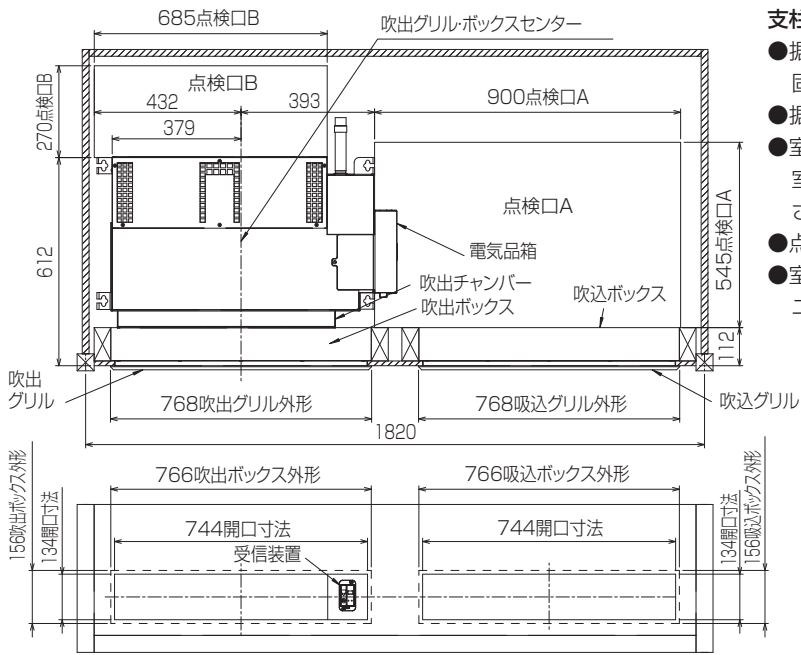 685点検口B
吹出グリル・ボックスセンター
支柱
●据
固
●据
●室
室
さ
●点
●室
ニ
270点検口B
点検口B
432
393
900点検口A
379
612
点検口A
545点検口A
電気品箱
吹出チャンバー
吹出ボックス
吹込ボックス
112
吹出
グリル
768吹出グリル外形
768吸込グリル外形
吹込グリル
1820
156吹出ボックス外形
134開口寸法
766吹出ボックス外形
766吸込ボックス外形
744開口寸法
744開口寸法
受信装置
134開口寸法
156吸込ボックス外形